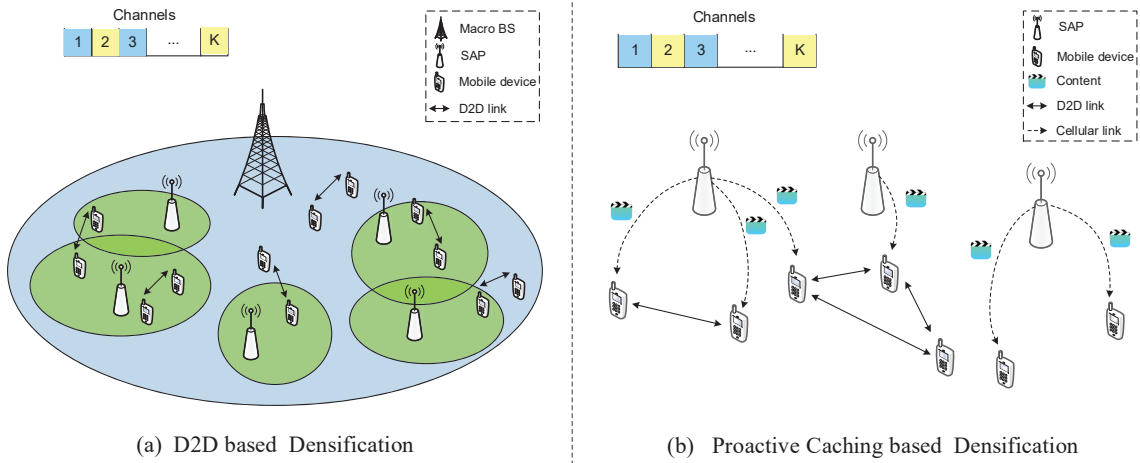 Channels
1 2 3 ... K
Macro BS
SAP
Mobile device
D2D link
(a) D2D based Densification
Channels
1 2 3 ... K
SAP
Mobile device
Content
D2D link
Cellular link
(b) Proactive Caching based Densification